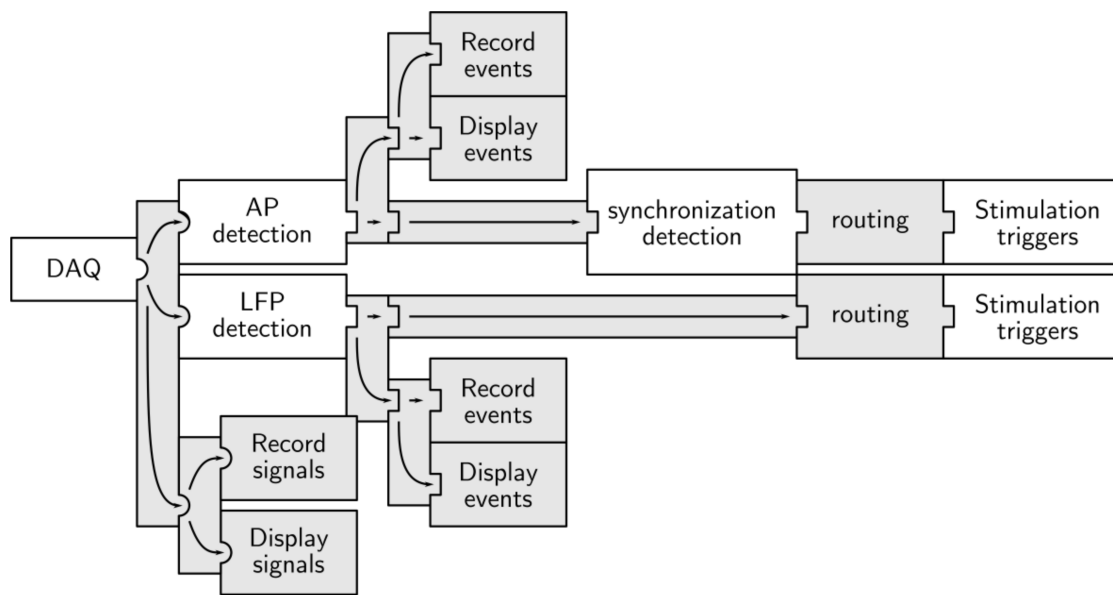 Record
events
Display
events
AP
detection
synchronization
detection
routing
Stimulation
triggers
DAQ
LFP
detection
routing
Stimulation
triggers
Record
events
Display
events
Record
signals
Display
signals